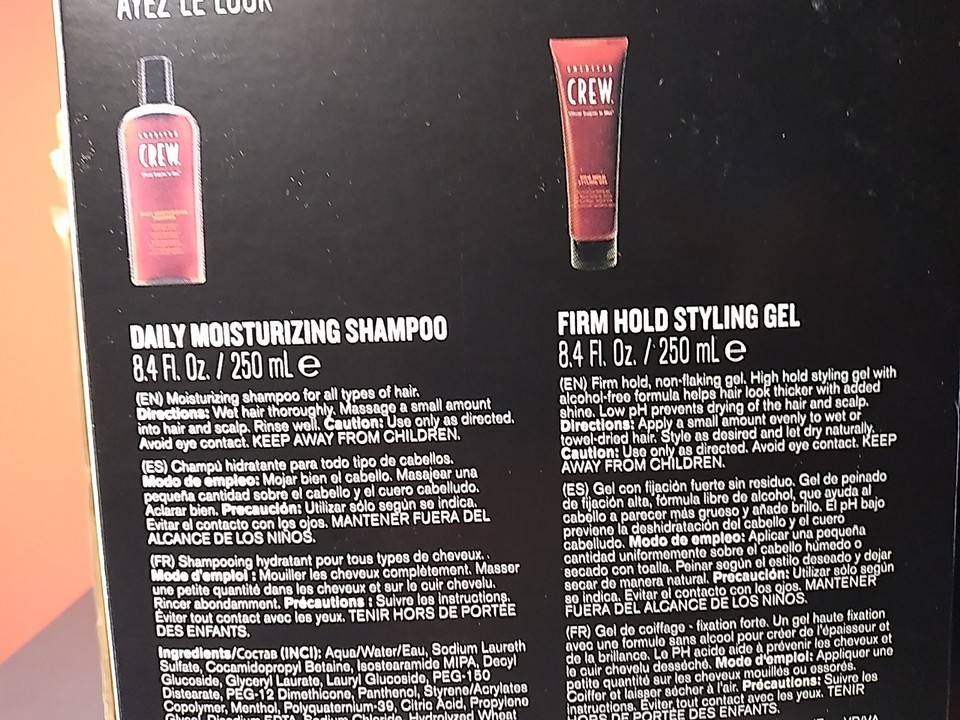 AYEZ LE LOOK
AMERICAN
CREW
AMERICAN
CREW
FIRM HOLD
STYLING GEL
DAILY MOISTURIZING SHAMPOO
8.4 Fl. Oz. / 250 mL e
(EN) Moisturizing shampoo for all types of hair.
Directions: Wet hair thoroughly. Massage a small amount
into hair and scalp. Rinse well. Caution: Use only as directed.
Avoid eye contact. KEEP AWAY FROM CHILDREN.
(ES) Champú hidratante para todo tipo de cabellos.
Modo de empleo: Mojar bien el cabello. Masajear una
pequeña cantidad sobre el cabello y el cuero cabelludo.
Aclarar bien. Precaución: Utilizar sólo según se indica.
Evitar el contacto con los ojos. MANTENER FUERA DEL
ALCANCE DE LOS NIÑOS.
(FR) Shampooing hydratant pour tous types de cheveux.
Mode d'emploi : Mouiller les cheveux complètement. Masser
une petite quantité dans les cheveux et sur le cuir chevelu.
Rincer abondamment. Précautions : Suivre les instructions.
Éviter tout contact avec les yeux. TENIR HORS DE PORTÉE
DES ENFANTS.
Ingredients/Состав (INCI): Aqua/Water/Eau, Sodium Laureth
Sulfate, Cocamidopropyl Betaine, Isostearamide MIPA, Decyl
Glucoside, Glyceryl Laurate, Lauryl Glucoside, PEG-150
Distearate, PEG-12 Dimethicone, Panthenol, Styrene/Acrylates
Copolymer, Menthol, Polyquaternium-39, Citric Acid, Propylene
Glycol, Disodium EDTA, Sodium Chloride, Hydrolyzed Wheat
FIRM HOLD STYLING GEL
8.4 Fl. Oz. / 250 mL e
(EN) Firm hold, non-flaking gel. High hold styling gel with
alcohol-free formula helps hair look thicker with added
shine. Low pH prevents drying of the hair and scalp.
Directions: Apply a small amount evenly to wet or
towel-dried hair. Style as desired and let dry naturally.
Caution: Use only as directed. Avoid eye contact. KEEP
AWAY FROM CHILDREN.
(ES) Gel con fijación fuerte sin residuo. Gel de peinado
de fijación alta, fórmula libre de alcohol, que ayuda al
cabello a parecer más grueso y añade brillo. El pH bajo
previene la deshidratación del cabello y el cuero
cabelludo. Modo de empleo: Aplicar una pequeña
cantidad uniformemente sobre el cabello húmedo o
secado con toalla. Peinar según el estilo deseado y dejar
secar de manera natural. Precaución: Utilizar sólo según
se indica. Evitar el contacto con los ojos. MANTENER
FUERA DEL ALCANCE DE LOS NIÑOS.
(FR) Gel de coiffage - fixation forte. Un gel haute fixation
avec une formule sans alcool pour créer de l'épaisseur et
de la brillance. Le PH acide aide à prévenir les cheveux et
le cuir chevelu desséché. Mode d'emploi: Appliquer une
petite quantité sur les cheveux mouillés ou essorés.
Coiffer et laisser sécher à l'air. Précautions: Suivre les
instructions. Éviter tout contact avec les yeux. TENIR
HORS DE PORTÉE DES ENFANTS.